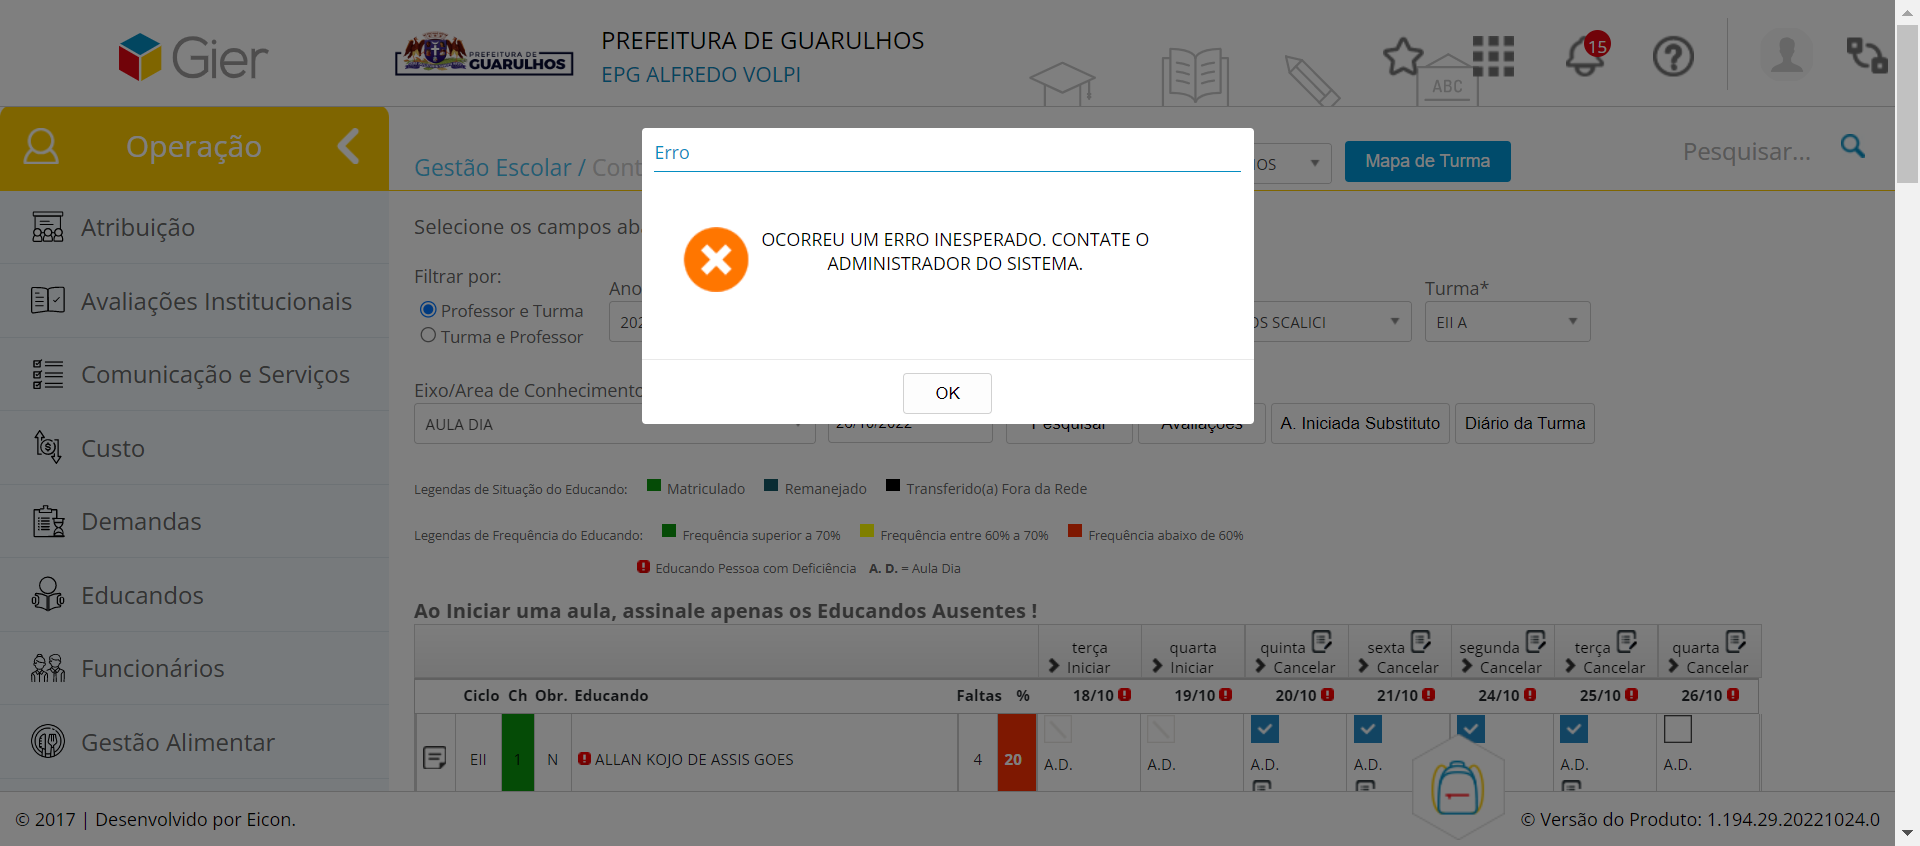 Gier
PREFEITURA DE
GUARULHOS
PREFEITURA DE GUARULHOS
EPG ALFREDO VOLPI
ABC
15
Operação
Gestão Escolar / Cont
Mapa de Turma
Pesquisar...
Erro
OCORREU UM ERRO INESPERADO. CONTATE O
ADMINISTRADOR DO SISTEMA.
OK
Atribuição
Avaliações Institucionais
Comunicação e Serviços
Custo
Demandas
Educandos
Funcionários
Gestão Alimentar
Selecione os campos aba
Filtrar por:
Professor e Turma
Turma e Professor
Ano
202
OS SCALICI
Turma*
EII A
Eixo/Area de Conhecimento
AULA DIA
26/10/2022
Pesquisar
Avaliações
A. Iniciada Substituto
Diário da Turma
Legendas de Situação do Educando: Matriculado Remanejado Transferido(a) Fora da Rede
Legendas de Frequência do Educando: Frequência superior a 70% Frequência entre 60% a 70% Frequência abaixo de 60%
Educando Pessoa com Deficiência A. D. = Aula Dia
Ao Iniciar uma aula, assinale apenas os Educandos Ausentes !
terça quarta quinta sexta segunda terça quarta
Iniciar Iniciar Cancelar Cancelar Cancelar Cancelar Cancelar
Ciclo Ch Obr. Educando Faltas % 18/10 19/10 20/10 21/10 24/10 25/10 26/10
EII 1 N ALLAN KOJO DE ASSIS GOES 4 20 A.D. A.D. A.D. A.D. A.D. A.D. A.D.
© 2017 | Desenvolvido por Eicon.
© Versão do Produto: 1.194.29.20221024.0